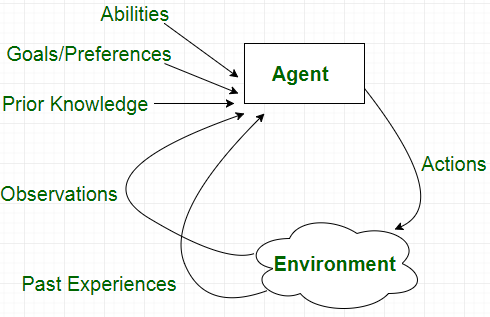 Abilities
Goals/Preferences
Agent
Prior Knowledge
Actions
Observations
Environment
Past Experiences